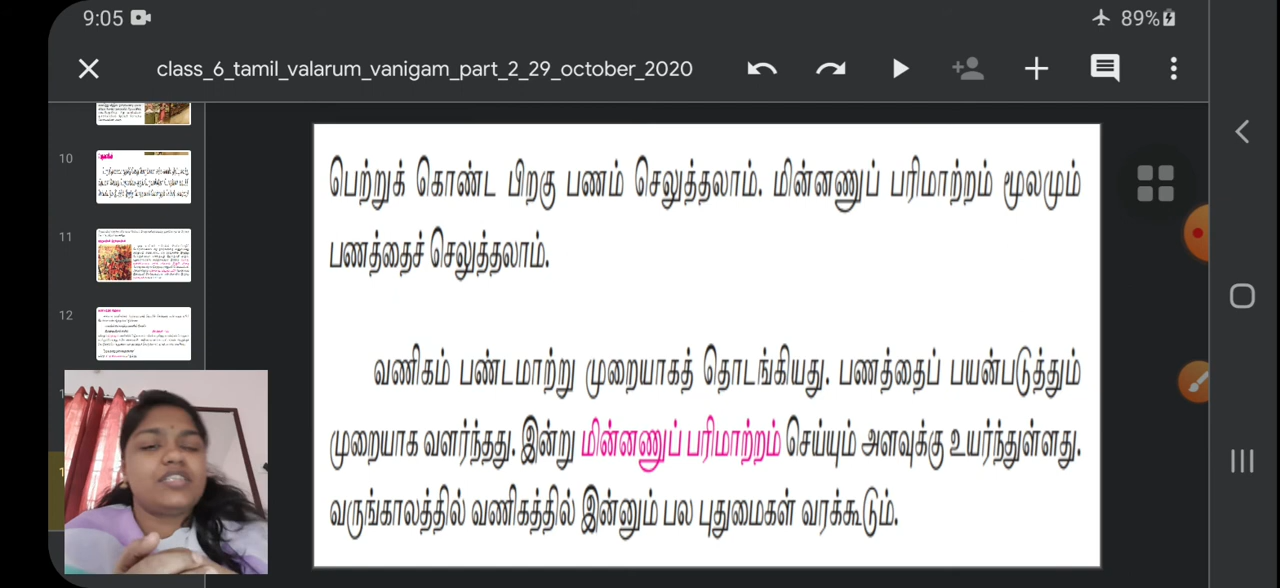 9:05
89%
class_6_tamil_valarum_vanigam_part_2_29_october_2020
10
11
12
பெற்றுக் கொண்ட பிறகு பணம் செலுத்தலாம். மின்னணுப் பரிமாற்றம் மூலமும்
பணத்தைச் செலுத்தலாம்.
வணிகம் பண்டமாற்று முறையாகத் தொடங்கியது. பணத்தைப் பயன்படுத்தும்
முறையாக வளர்ந்தது. இன்று மின்னணுப் பரிமாற்றம் செய்யும் அளவுக்கு உயர்ந்துள்ளது.
வருங்காலத்தில் வணிகத்தில் இன்னும் பல புதுமைகள் வரக்கூடும்.